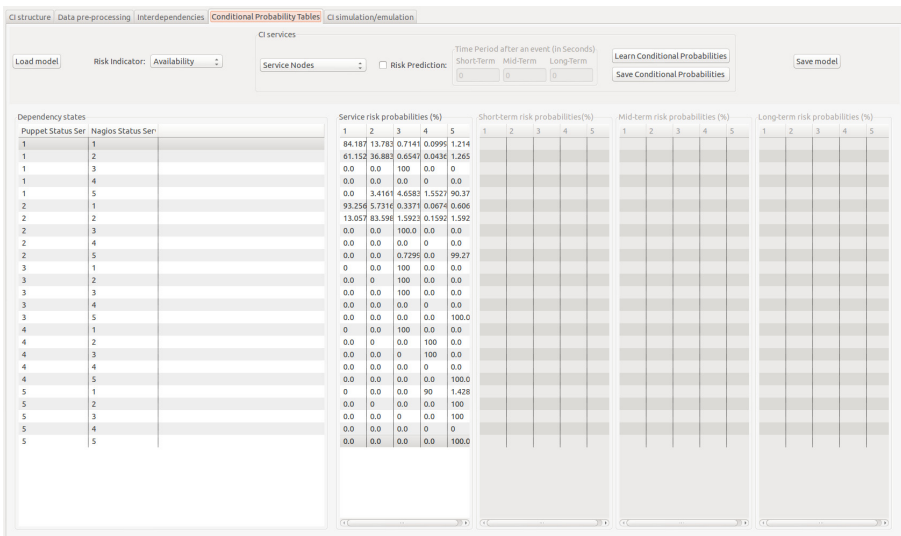 CI structure Data pre-processing Interdependencies Conditional Probability Tables CI simulation/emulation
CI services
Time Period after an event (in Seconds)
Load model Risk Indicator: Availability Service Nodes Risk Prediction: Short-Term Mid-Term Long-Term Learn Conditional Probabilities Save model
0 0 0 Save Conditional Probabilities
Dependency states Service risk probabilities (%) Short-term risk probabilities(%) Mid-term risk probabilities (%) Long-term risk probabilities (%)
Puppet Status Ser Nagios Status Ser 1 2 3 4 5 1 2 3 4 5 1 2 3 4 5 1 2 3 4 5
1 1 84.187 13.783 0.7141 0.0999 1.214
1 2 61.152 36.883 0.6547 0.0436 1.265
1 3 0.0 0.0 100 0.0 0
1 4 0.0 0.0 0.0 0 0.0
1 5 0.0 3.4161 4.6583 1.5527 90.37
2 1 93.256 5.7316 0.3371 0.0674 0.606
2 2 13.057 83.598 1.5923 0.1592 1.592
2 3 0.0 0.0 100.0 0.0 0.0
2 4 0.0 0.0 0.0 0 0.0
2 5 0.0 0.0 0.7299 0.0 99.27
3 1 0 0.0 100 0.0 0.0
3 2 0.0 0 100 0.0 0.0
3 3 0.0 0.0 100 0.0 0.0
3 4 0.0 0.0 0.0 0 0.0
3 5 0.0 0.0 0.0 0.0 100.0
4 1 0 0.0 100 0.0 0.0
4 2 0.0 0 0.0 100 0.0
4 3 0.0 0.0 0 100 0.0
4 4 0.0 0.0 0.0 0 0.0
4 5 0.0 0.0 0.0 0.0 100.0
5 1 0 0.0 0.0 90 1.428
5 2 0.0 0 0.0 0.0 100
5 3 0.0 0.0 0 0.0 100
5 4 0.0 0.0 0.0 0 0
5 5 0.0 0.0 0.0 0.0 100.0